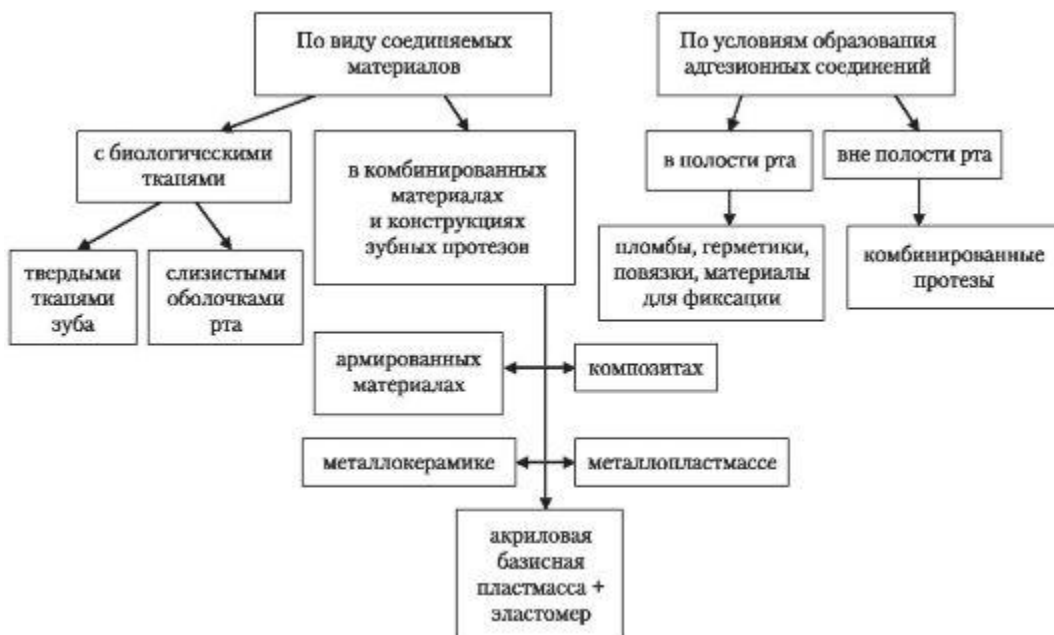 По виду соединяемых
материалов
По условиям образования
адгезионных соединений
с биологическими
тканями
в комбинированных
материалах
и конструкциях
зубных протезов
в полости рта
вне полости рта
твердыми
тканями
зуба
слизистыми
оболочками
рта
пломбы, герметики,
повязки, материалы
для фиксации
комбинированные
протезы
армированных
материалах
композитах
металлокерамике
металлопластмассе
акриловая
базисная
пластмасса +
эластомер